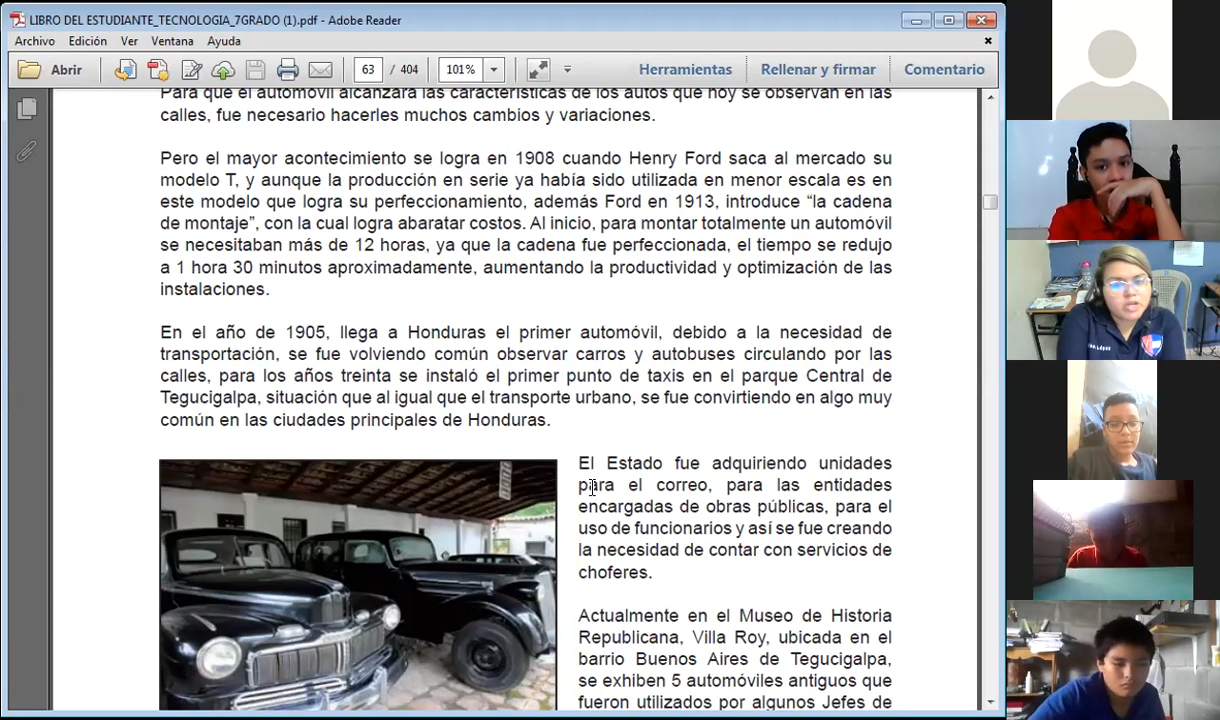 LIBRO DEL ESTUDIANTE_TECNOLOGIA_7GRADO (1).pdf - Adobe Reader
Archivo Edición Ver Ventana Ayuda
Abrir 63 / 404 101% Herramientas Rellenar y firmar Comentario
Para que el automóvil alcanzara las características de los autos que hoy se observan en las
calles, fue necesario hacerles muchos cambios y variaciones.
Pero el mayor acontecimiento se logra en 1908 cuando Henry Ford saca al mercado su
modelo T, y aunque la producción en serie ya había sido utilizada en menor escala es en
este modelo que logra su perfeccionamiento, además Ford en 1913, introduce “la cadena
de montaje”, con la cual logra abaratar costos. Al inicio, para montar totalmente un automóvil
se necesitaban más de 12 horas, ya que la cadena fue perfeccionada, el tiempo se redujo
a 1 hora 30 minutos aproximadamente, aumentando la productividad y optimización de las
instalaciones.
En el año de 1905, llega a Honduras el primer automóvil, debido a la necesidad de
transportación, se fue volviendo común observar carros y autobuses circulando por las
calles, para los años treinta se instaló el primer punto de taxis en el parque Central de
Tegucigalpa, situación que al igual que el transporte urbano, se fue convirtiendo en algo muy
común en las ciudades principales de Honduras.
El Estado fue adquiriendo unidades
para el correo, para las entidades
encargadas de obras públicas, para el
uso de funcionarios y así se fue creando
la necesidad de contar con servicios de
choferes.
Actualmente en el Museo de Historia
Republicana, Villa Roy, ubicada en el
barrio Buenos Aires de Tegucigalpa,
se exhiben 5 automóviles antiguos que
fueron utilizados por algunos Jefes de